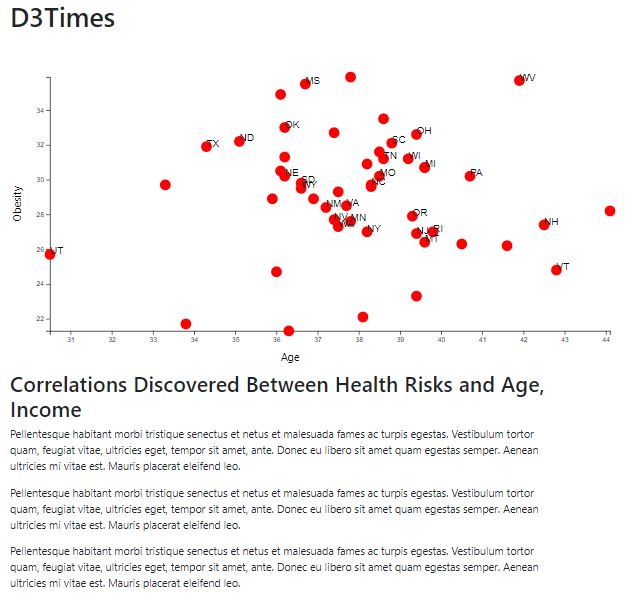 D3Times
MS
WV
34
OK
OH
ND
SC
TX
32
TN
WI
MI
NE
MO
PA
SD
WY
NC
30
Obesity
NM
VA
OR
28
NV
MN
NH
NY
NJ
RI
MT
26
UT
VT
24
22
31
32
33
34
35
36
37
38
39
40
41
42
43
44
Age
Correlations Discovered Between Health Risks and Age,
Income
Pellentesque habitant morbi tristique senectus et netus et malesuada fames ac turpis egestas. Vestibulum tortor
quam, feugiat vitae, ultricies eget, tempor sit amet, ante. Donec eu libero sit amet quam egestas semper. Aenean
ultricies mi vitae est. Mauris placerat eleifend leo.
Pellentesque habitant morbi tristique senectus et netus et malesuada fames ac turpis egestas. Vestibulum tortor
quam, feugiat vitae, ultricies eget, tempor sit amet, ante. Donec eu libero sit amet quam egestas semper. Aenean
ultricies mi vitae est. Mauris placerat eleifend leo.
Pellentesque habitant morbi tristique senectus et netus et malesuada fames ac turpis egestas. Vestibulum tortor
quam, feugiat vitae, ultricies eget, tempor sit amet, ante. Donec eu libero sit amet quam egestas semper. Aenean
ultricies mi vitae est. Mauris placerat eleifend leo.